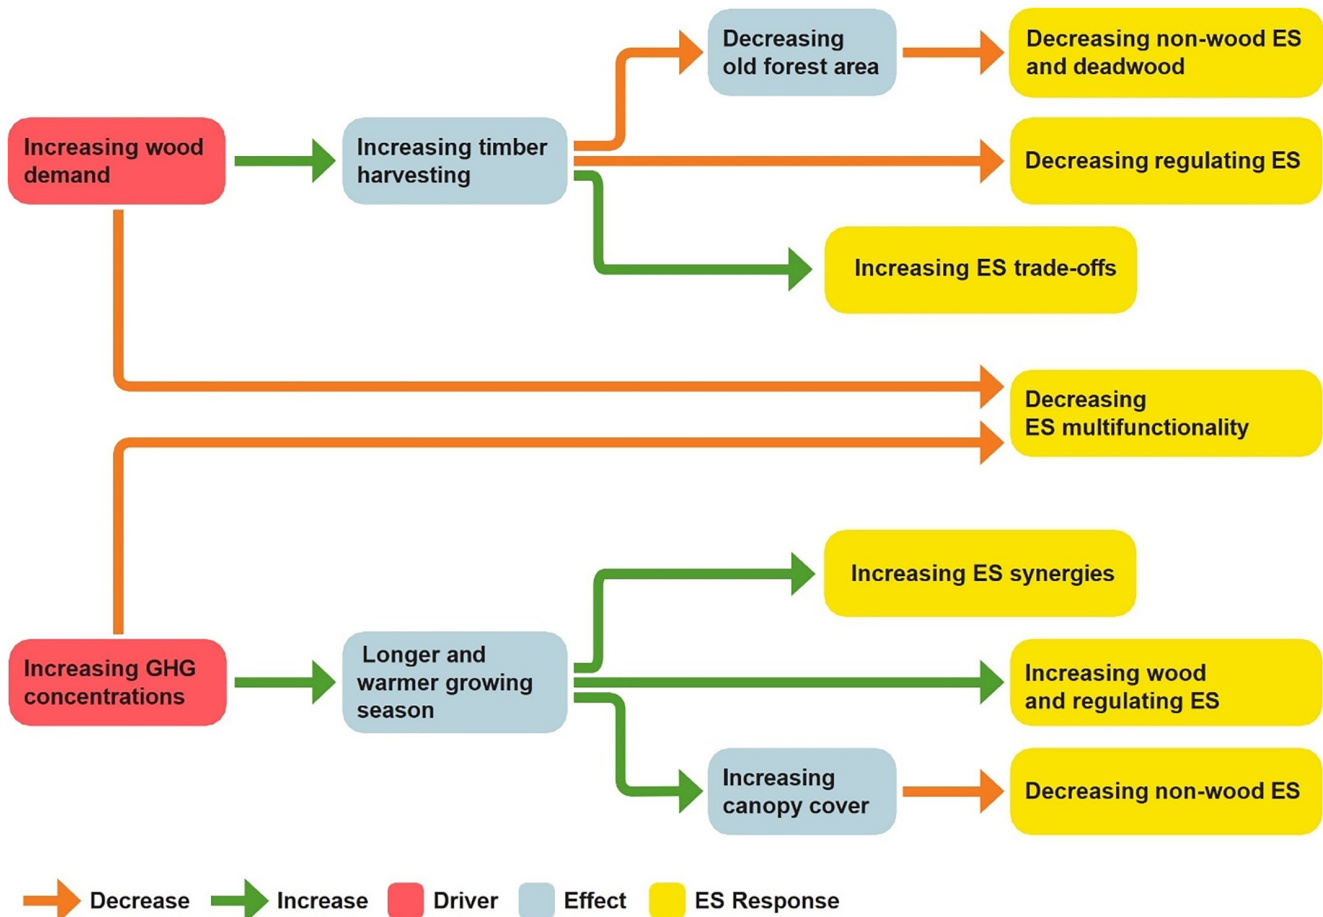 Decreasing
old forest area
Decreasing non-wood ES
and deadwood
Increasing wood
demand
Increasing timber
harvesting
Decreasing regulating ES
Increasing ES trade-offs
Decreasing
ES multifunctionality
Increasing ES synergies
Increasing GHG
concentrations
Longer and
warmer growing
season
Increasing wood
and regulating ES
Increasing
canopy cover
Decreasing non-wood ES
Decrease
Increase
Driver
Effect
ES Response